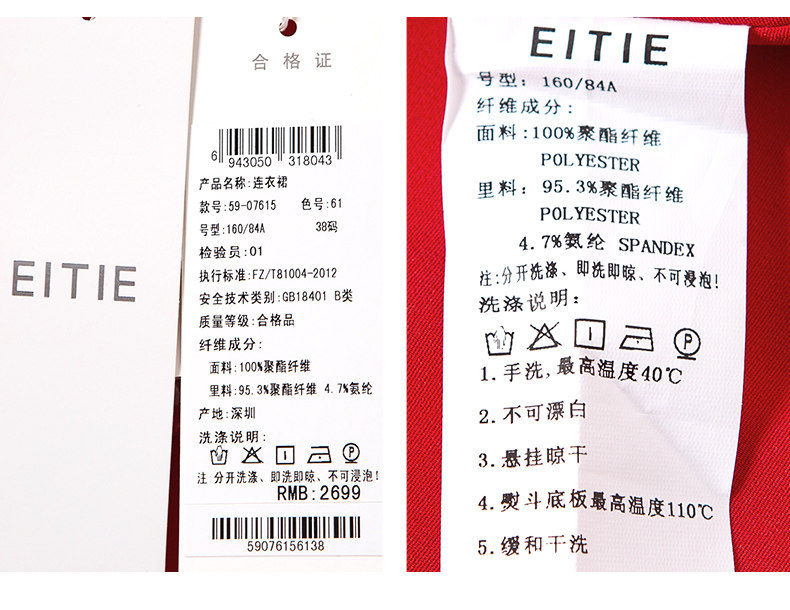 EITIE
合格证
6 943050 318043
产品名称:连衣裙
款号:59-07615 色号:61
号型:160/84A 38码
检验员:01
执行标准:FZ/T81004-2012
安全技术类别:GB18401 B类
质量等级:合格品
纤维成分:
面料:100%聚酯纤维
里料:95.3%聚酯纤维 4.7%氨纶
产地:深圳
洗涤说明:
P
注 分开洗涤、即洗即晾、不可浸泡!
RMB:2699
59076156138
EITIE
号型: 160/84A
纤维成分:
面料:100%聚酯纤维
POLYESTER
里料: 95.3%聚酯纤维
POLYESTER
4.7%氨纶 SPANDEX
注:分开洗涤、即洗即晾、不可浸泡!
洗涤说明:
P
1.手洗,最高温度40℃
2.不可漂白
3.悬挂晾干
4.熨斗底板最高温度110℃
5.缓和干洗